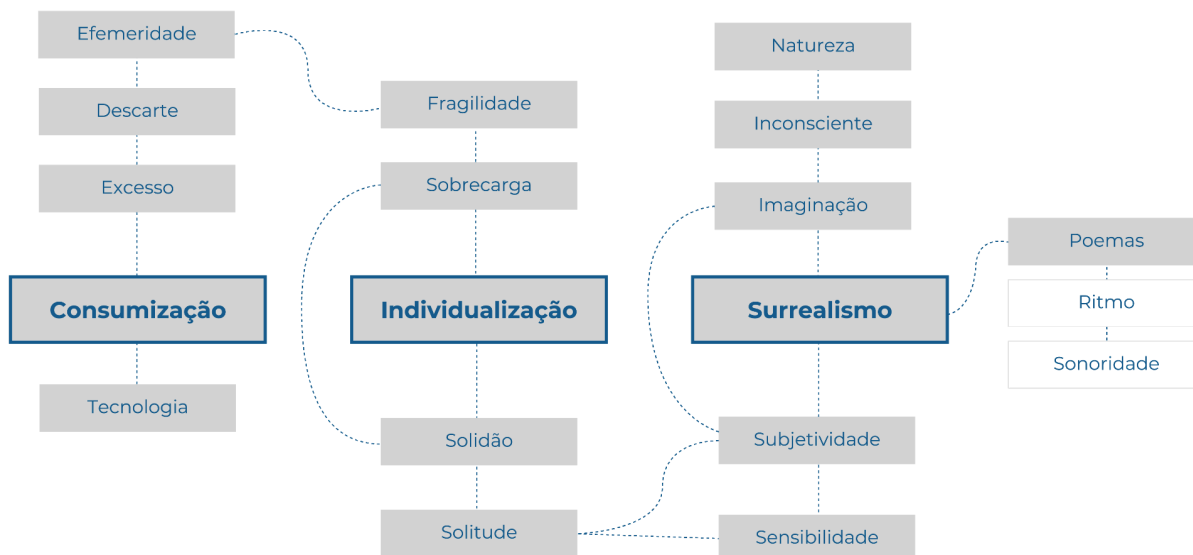 Efemeridade
Descarte
Excesso
Consumização
Tecnologia
Fragilidade
Sobrecarga
Individualização
Solidão
Solitude
Natureza
Inconsciente
Imaginação
Surrealismo
Subjetividade
Sensibilidade
Poemas
Ritmo
Sonoridade